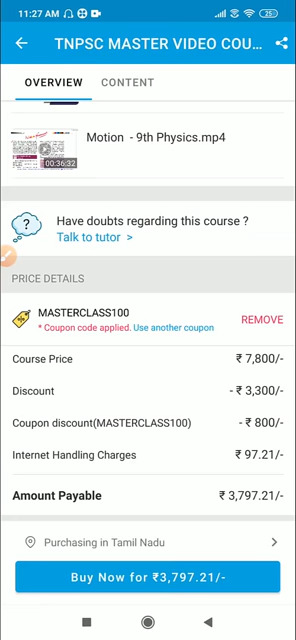 11:27 AM
25
TNPSC MASTER VIDEO COU...
OVERVIEW CONTENT
Motion - 9th Physics.mp4
00:36:32
Have doubts regarding this course ?
Talk to tutor >
PRICE DETAILS
MASTERCLASS100
* Coupon code applied. Use another coupon
REMOVE
Course Price ₹ 7,800/-
Discount - ₹ 3,300/-
Coupon discount(MASTERCLASS100) - ₹ 800/-
Internet Handling Charges ₹ 97.21/-
Amount Payable ₹ 3,797.21/-
Purchasing in Tamil Nadu
Buy Now for ₹3,797.21/-